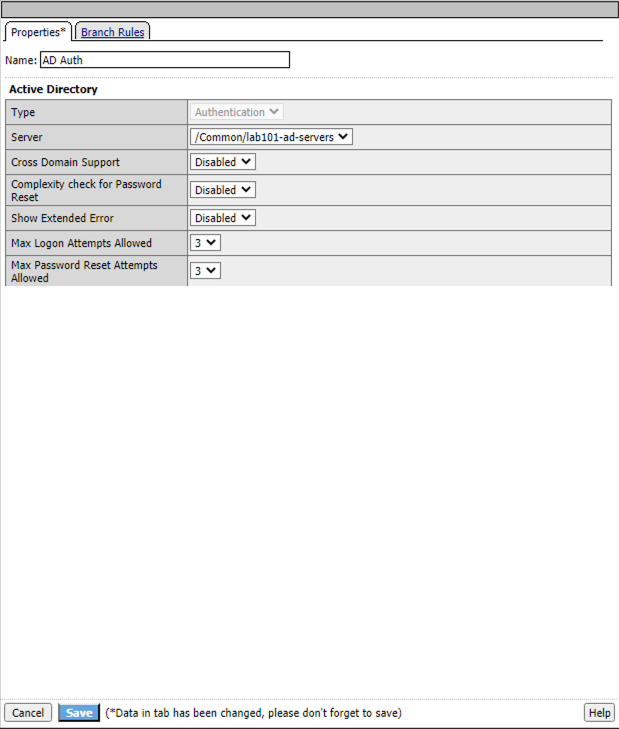 Properties* Branch Rules
Name: AD Auth
Active Directory
Type Authentication
Server /Common/lab101-ad-servers
Cross Domain Support Disabled
Complexity check for Password
Reset Disabled
Show Extended Error Disabled
Max Logon Attempts Allowed 3
Max Password Reset Attempts
Allowed 3
Cancel Save (*Data in tab has been changed, please don't forget to save) Help